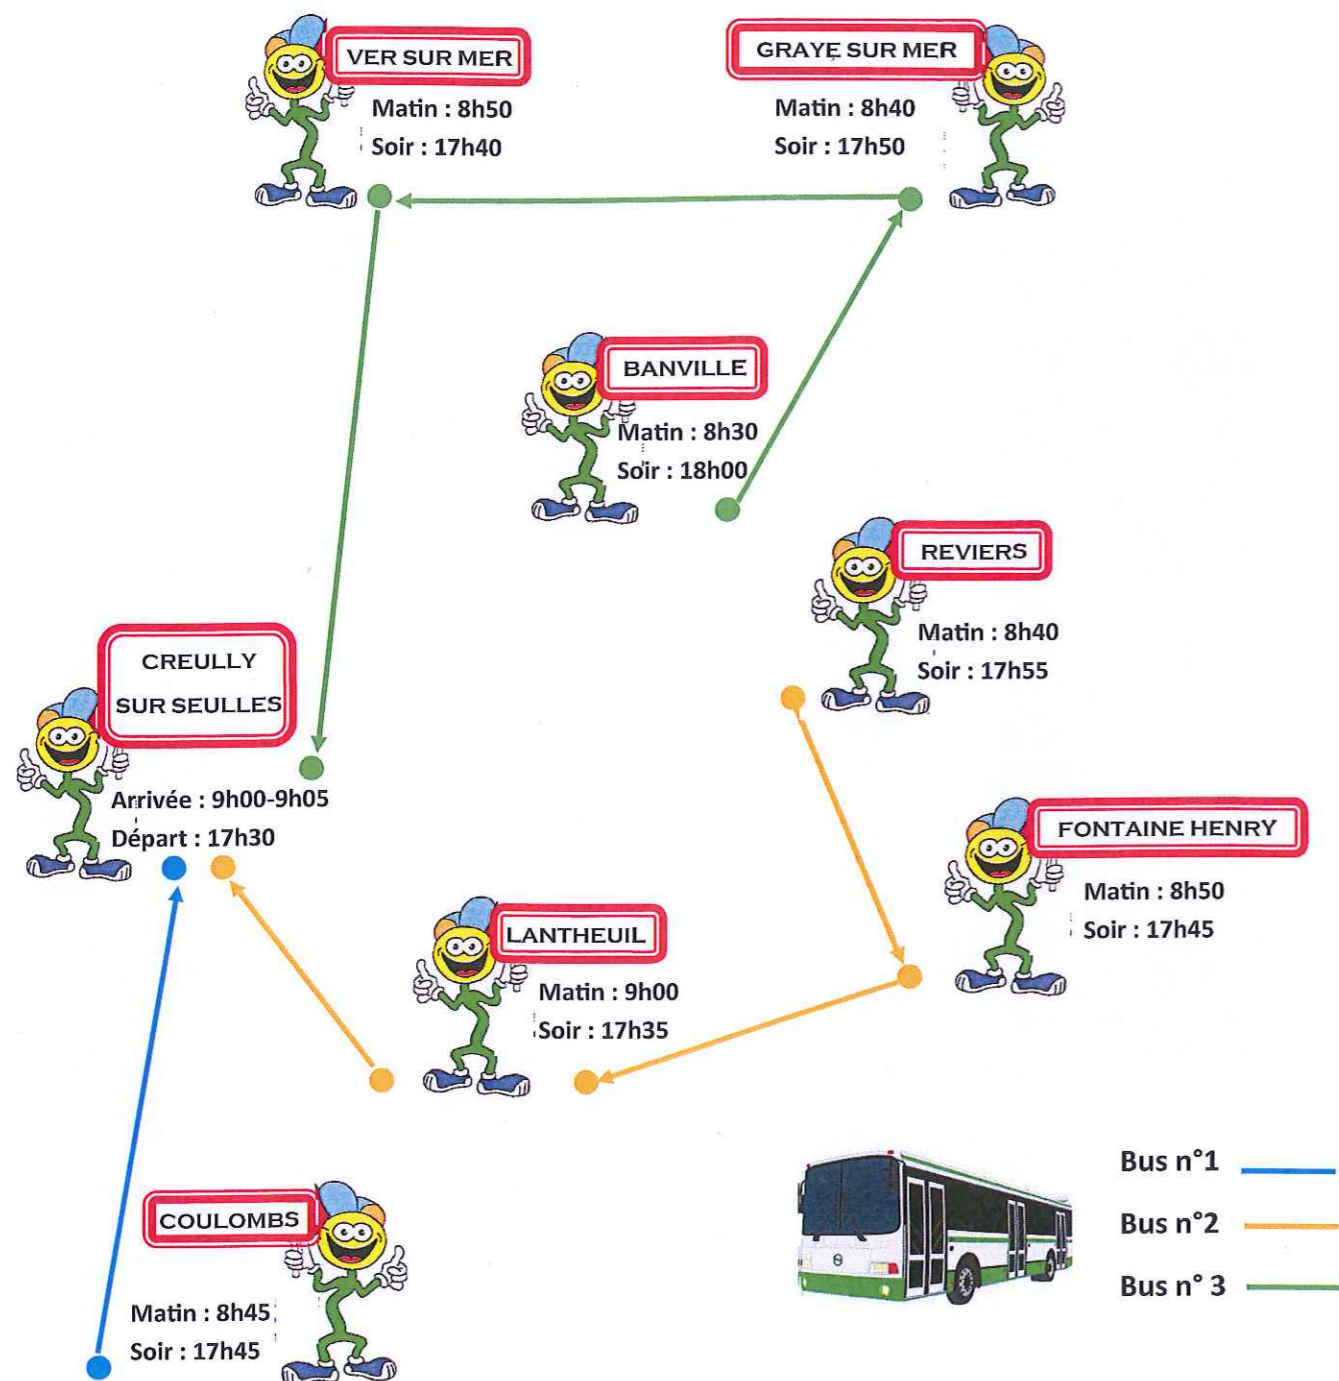 VER SUR MER
Matin : 8h50
Soir : 17h40
GRAYE SUR MER
Matin : 8h40
Soir : 17h50
BANVILLE
Matin : 8h30
Soir : 18h00
REVIERS
Matin : 8h40
Soir : 17h55
CREULLY
SUR SEULLES
Arrivée : 9h00-9h05
Départ : 17h30
FONTAINE HENRY
Matin : 8h50
Soir : 17h45
LANTHEUIL
Matin : 9h00
Soir : 17h35
COULOMBS
Matin : 8h45
Soir : 17h45
Bus n°1
Bus n°2
Bus n° 3